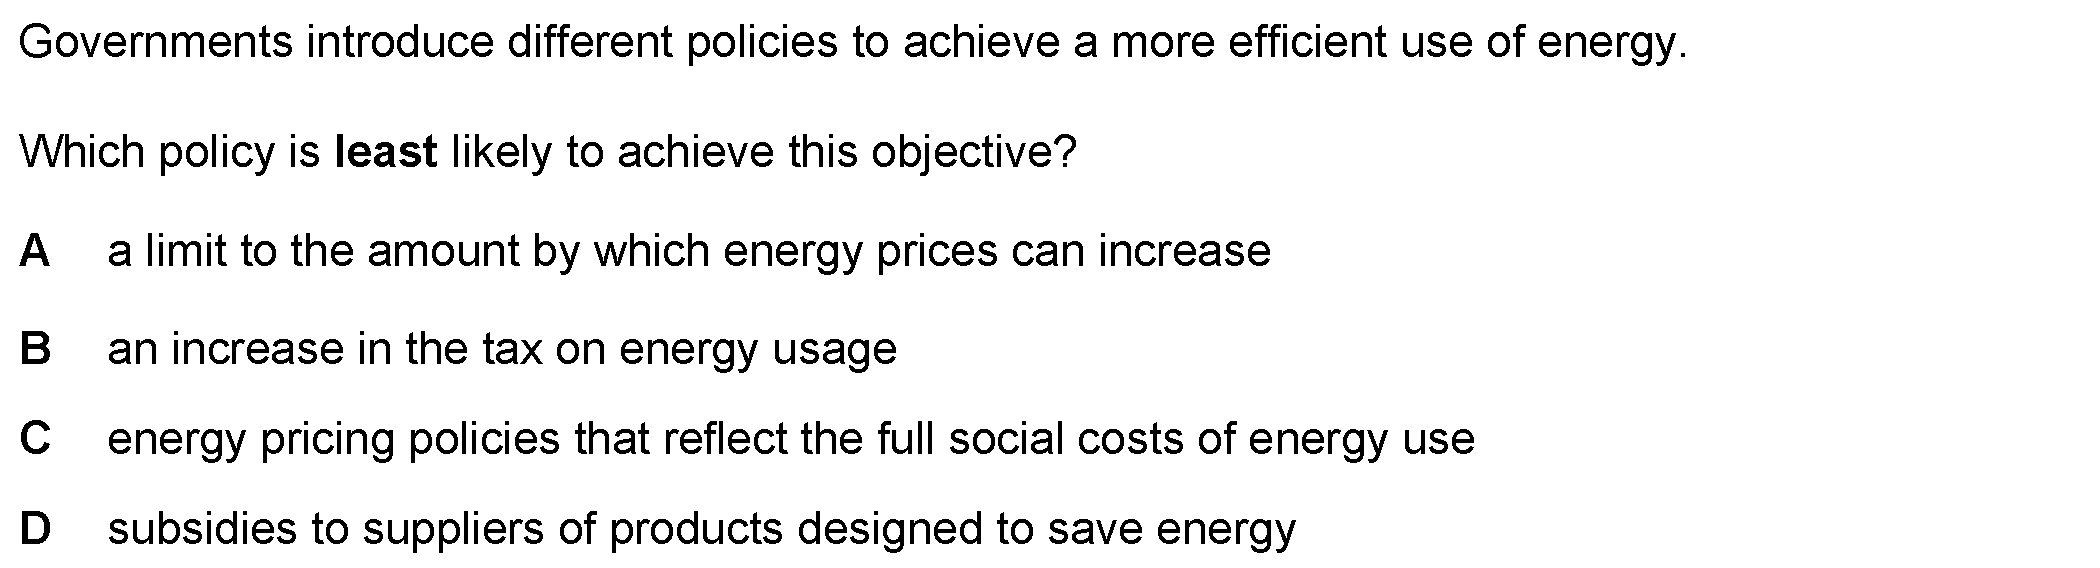 Governments introduce different policies to achieve a more efficient use of energy.
Which policy is least likely to achieve this objective?
A a limit to the amount by which energy prices can increase
B an increase in the tax on energy usage
C energy pricing policies that reflect the full social costs of energy use
D subsidies to suppliers of products designed to save energy